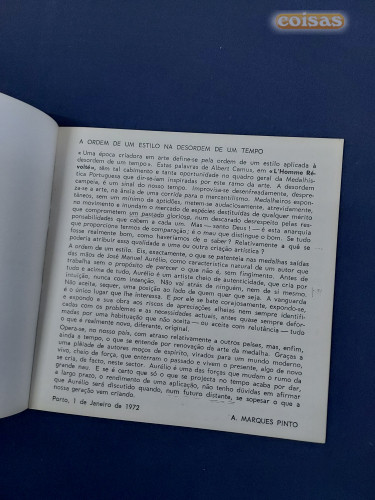 coisas
A ORDEM DE UM ESTILO NA DESORDEM DE UM TEMPO
« Uma época criadora em arte define-se pela ordem de um estilo aplicada à
desordem de um tempo ». Estas palavras de Albert Camus, em «L'Homme Ré-
volté», têm tal cabimento e tanta oportunidade no quadro geral da Medalhís-
tica Portuguesa que dir-se-iam inspiradas por este ramo da arte. A desordem
campeia, é um sinal do nosso tempo. Improvisa-se desenfreadamente, despre-
za-se a arte, na ânsia de uma corrida para o mercantilismo. Medalheiros espon-
tâneos, sem um mínimo de aptidões, metem-se audaciosamente, atrevidamente,
no movimento e inundam o mercado de espécies destituídas de qualquer mérito
que comprometem um passado glorioso, num descarado desrespeito pelas res-
ponsabilidades que cabem a cada um. Mas — santo Deus! — é esta anarquia
que proporciona termos de comparação; é o mau que distingue o bom. Se tudo
fosse realmente bom, como havíamos de o saber? Relativamente a quê se
poderia atribuir essa qualidade a uma ou outra criação artística?
A ordem de um estilo. Eis, exactamente, o que se patenteia nas medalhas saídas
das mãos de José Manuel Aurélio, como característica natural de um autor que
trabalha sem o propósito de parecer o que não é, sem fingimento. Antes de
tudo e acima de tudo, Aurélio é um artista cheio de autenticidade, que cria por
intuição, nunca por imitação. Não vai atrás de ninguém, nem de si mesmo.
Não aceita, sequer, uma posição ao lado de quem quer que seja. A vanguarda
é o único lugar que lhe interessa. E por ele se bate corajosamente, expondo-se,
e expondo a sua obra aos riscos de apreciações alheias nem sempre identifi-
cadas com os problemas e as necessidades actuais, antes quase sempre defor-
madas por uma habituação que não aceita — ou aceita com relutância — tudo
o que é realmente novo, diferente, original.
Opera-se, no nosso país, com atraso relativamente a outros países, mas, enfim,
ainda a tempo, o que se entende por renovação da arte da medalha. Graças a
uma plêiade de autores moços de espírito, virados para um mundo moderno,
vivo, cheio de força, que enterraram o passado e vivem o presente, algo de novo
se cria, de facto, neste sector. Aurélio é uma das forças que mudam o rumo da
grande nau. E se é certo que só o que se projecta no tempo acaba por dar,
a largo prazo, o rendimento de uma aplicação, não tenho dúvidas em afirmar
que Aurélio será discutido quando, num futuro distante, se sopesar o que a
nossa geração vem criando.
Porto, 1 de Janeiro de 1972
A. MARQUES PINTO